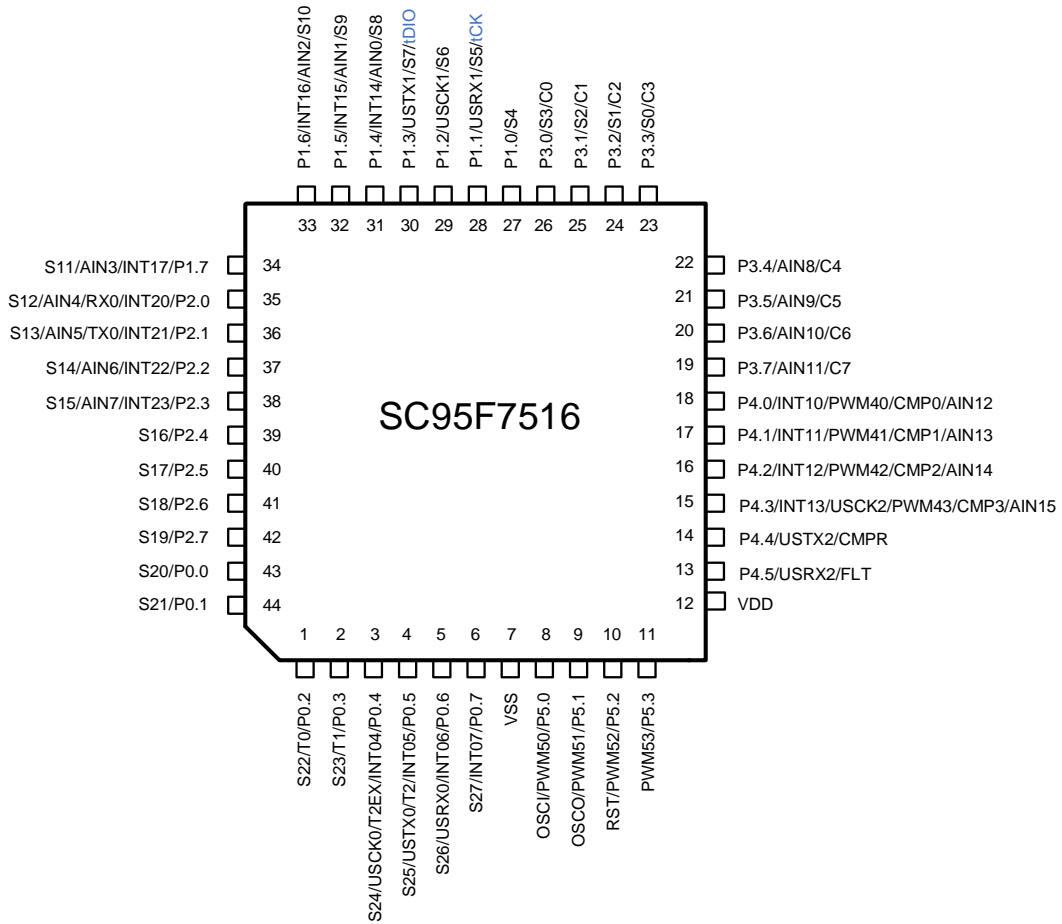 P1.6/INT16/AIN2/S10
P1.5/INT15/AIN1/S9
P1.4/INT14/AIN0/S8
P1.3/USTX1/S7/tDIO
P1.2/USCK1/S6
P1.1/USRX1/S5/tCK
P1.0/S4
P3.0/S3/C0
P3.1/S2/C1
P3.2/S1/C2
P3.3/S0/C3
33 32 31 30 29 28 27 26 25 24 23
S11/AIN3/INT17/P1.7 34
S12/AIN4/RX0/INT20/P2.0 35
S13/AIN5/TX0/INT21/P2.1 36
S14/AIN6/INT22/P2.2 37
S15/AIN7/INT23/P2.3 38
S16/P2.4 39
S17/P2.5 40
S18/P2.6 41
S19/P2.7 42
S20/P0.0 43
S21/P0.1 44
SC95F7516
22 P3.4/AIN8/C4
21 P3.5/AIN9/C5
20 P3.6/AIN10/C6
19 P3.7/AIN11/C7
18 P4.0/INT10/PWM40/CMP0/AIN12
17 P4.1/INT11/PWM41/CMP1/AIN13
16 P4.2/INT12/PWM42/CMP2/AIN14
15 P4.3/INT13/USCK2/PWM43/CMP3/AIN15
14 P4.4/USTX2/CMPR
13 P4.5/USRX2/FLT
12 VDD
1 2 3 4 5 6 7 8 9 10 11
S22/T0/P0.2
S23/T1/P0.3
S24/USCK0/T2EX/INT04/P0.4
S25/USTX0/T2/INT05/P0.5
S26/USRX0/INT06/P0.6
S27/INT07/P0.7
VSS
OSCI/PWM50/P5.0
OSCO/PWM51/P5.1
RST/PWM52/P5.2
PWM53/P5.3